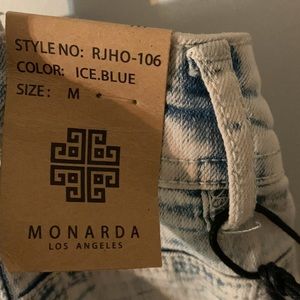 STYLE NO: RJHO-106
COLOR: ICE.BLUE
SIZE: M
MONARDA
LOS ANGELES